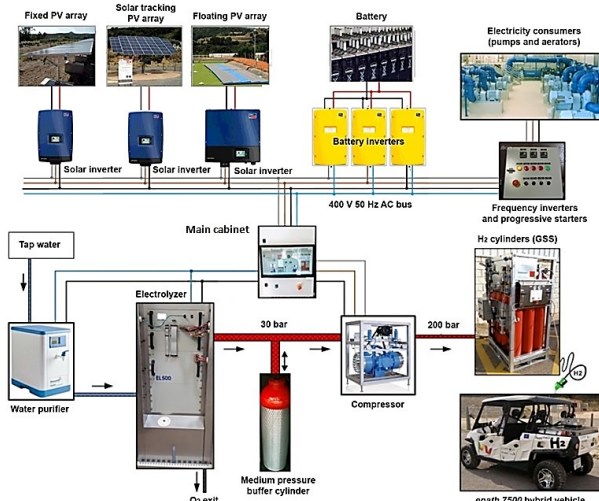 Fixed PV array
Solar tracking
PV array
Floating PV array
Battery
Electricity consumers
(pumps and aerators)
Battery inverters
Solar inverter
Solar inverter
Solar inverter
400 V 50 Hz AC bus
Frequency inverters
and progressive starters
Main cabinet
Tap water
H2 cylinders (GSS)
Electrolyzer
30 bar
200 bar
EL500
H2
Water purifier
Compressor
H2
Medium pressure
buffer cylinder
O2 exit
epath 7500 hybrid vehicle